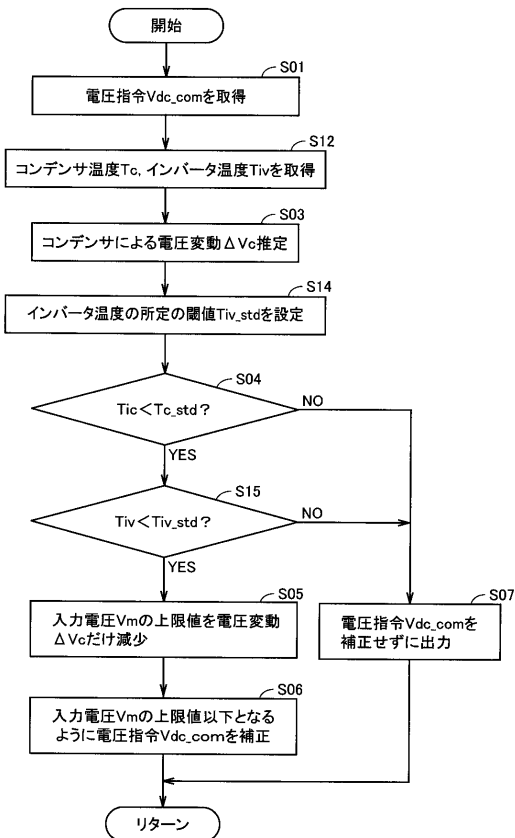 開始
S01
電圧指令Vdc_comを取得
S12
コンデンサ温度Tc, インバータ温度Tivを取得
S03
コンデンサによる電圧変動ΔVc推定
S14
インバータ温度の所定の閾値Tiv_stdを設定
S04
Tic<Tc_std?
NO
YES
S15
Tiv<Tiv_std?
NO
YES
S05
入力電圧Vmの上限値を電圧変動
ΔVcだけ減少
S07
電圧指令Vdc_comを
補正せずに出力
S06
入力電圧Vmの上限値以下となる
ように電圧指令Vdc_comを補正
リターン